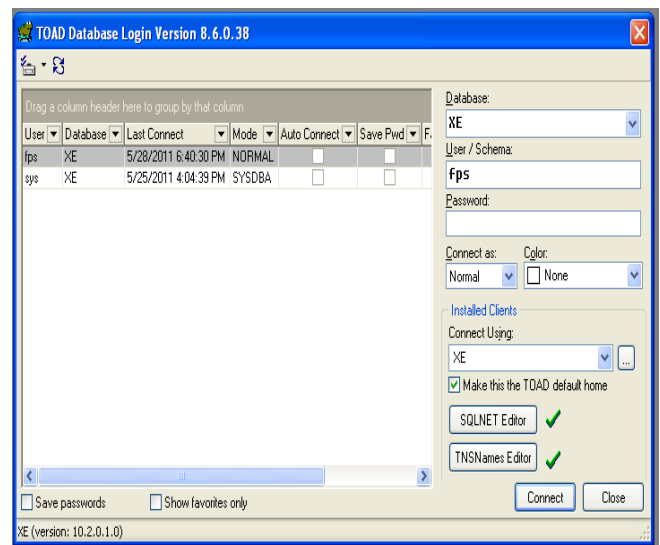 TOAD Database Login Version 8.6.0.38
Drag a column header here to group by that column
User Database Last Connect Mode Auto Connect Save Pwd F
fps XE 5/28/2011 6:40:30 PM NORMAL
sys XE 5/25/2011 4:04:39 PM SYSDBA
Save passwords Show favorites only
Database:
XE
User / Schema:
fps
Password:
Connect as: Color:
Normal None
Installed Clients
Connect Using:
XE ...
Make this the TOAD default home
SQLNET Editor
TNSNames Editor
Connect Close
XE (version: 10.2.0.1.0)